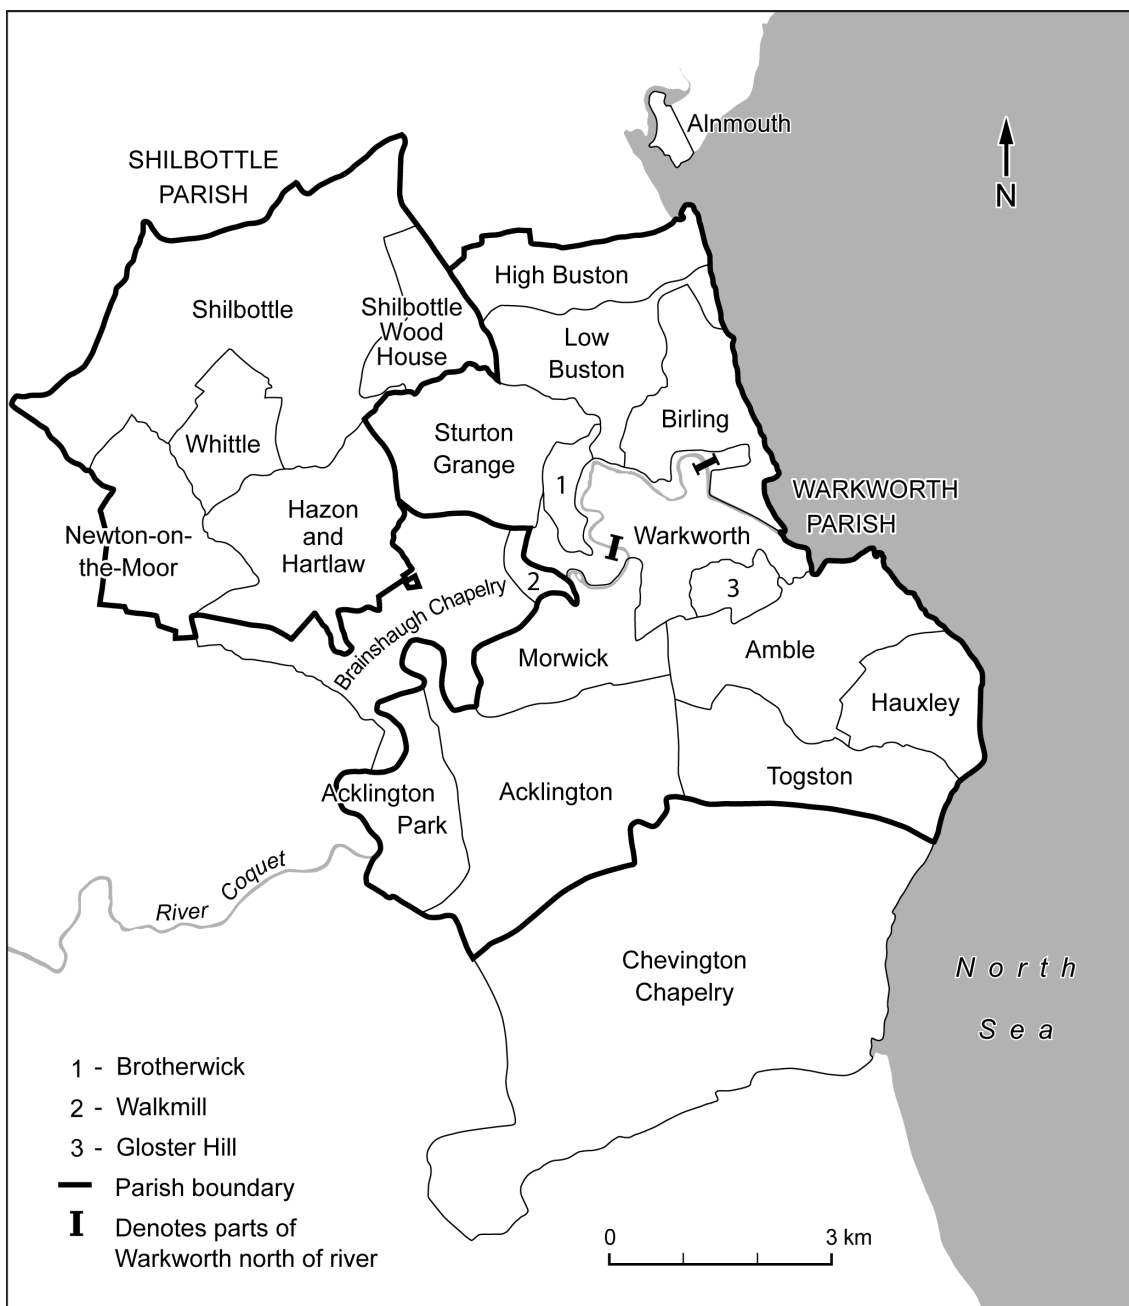 Alnmouth
SHILBOTTLE
PARISH
N
High Buston
Shilbottle
Shilbottle
Wood
House
Low
Buston
Birling
Whittle
Sturton
Grange
1
WARKWORTH
PARISH
Hazon
and
Hartlaw
Newton-on-
the-Moor
Warkworth
2
3
Brainshaugh Chapelry
Morwick
Amble
Hauxley
Togston
Acklington
Park
Acklington
River Coquet
Chevington
Chapelry
North
Sea
1 - Brotherwick
2 - Walkmill
3 - Gloster Hill
Parish boundary
Denotes parts of
Warkworth north of river
0 3 km